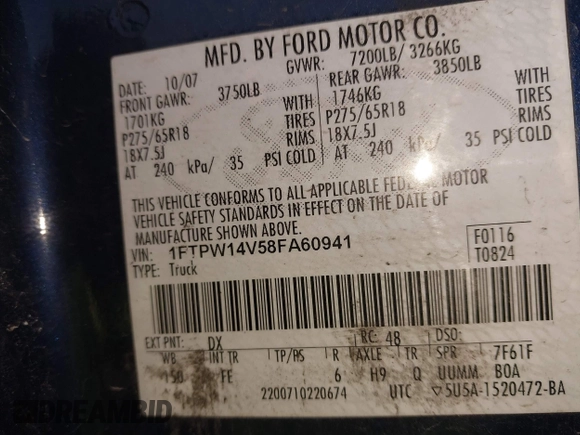 MFD. BY FORD MOTOR CO.
DATE: 10/07
GVWR: 7200LB/ 3266KG
FRONT GAWR: 3750LB
REAR GAWR: 3850LB
1701KG WITH
1746KG WITH
P275/65R18 TIRES
P275/65R18 TIRES
18X7.5J RIMS
18X7.5J RIMS
AT 240 kPa/ 35 PSI COLD
AT 240 kPa/ 35 PSI COLD
THIS VEHICLE CONFORMS TO ALL APPLICABLE FEDERAL MOTOR
VEHICLE SAFETY STANDARDS IN EFFECT ON THE DATE OF
MANUFACTURE SHOWN ABOVE.
VIN: 1FTPW14V58FA60941
TYPE: Truck
F0116
T0824
EXT PNT: DX RC: 48 DSO:
WB INT TR TP/PS R AXLE TR SPR 7F61F
150 FE 6 H9 Q UUMM BOA
2200710220674 UTC ▽5U5A-1520472-BA
DREAMBID